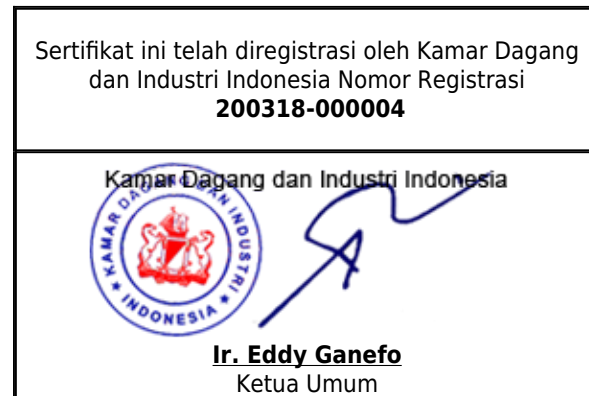 Sertifikat ini telah diregistrasi oleh Kamar Dagang
dan Industri Indonesia Nomor Registrasi
200318-000004
Kamar Dagang dan Industri Indonesia
KAMAR DAGANG DAN INDUSTRI
INDONESIA
Ir. Eddy Ganefo
Ketua Umum